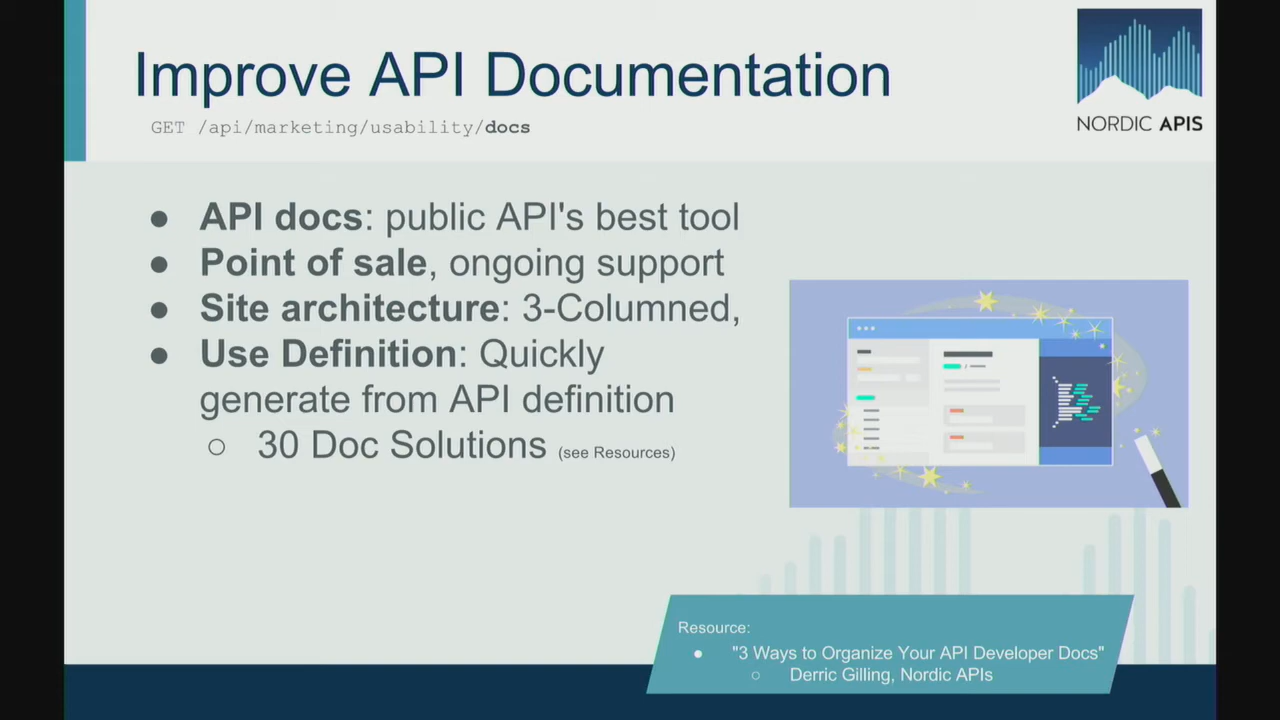 Improve API Documentation
GET /api/marketing/usability/docs
NORDIC APIS
● API docs: public API's best tool
● Point of sale, ongoing support
● Site architecture: 3-Columned,
● Use Definition: Quickly
generate from API definition
○ 30 Doc Solutions (see Resources)
Resource:
● "3 Ways to Organize Your API Developer Docs"
○ Derric Gilling, Nordic APIs